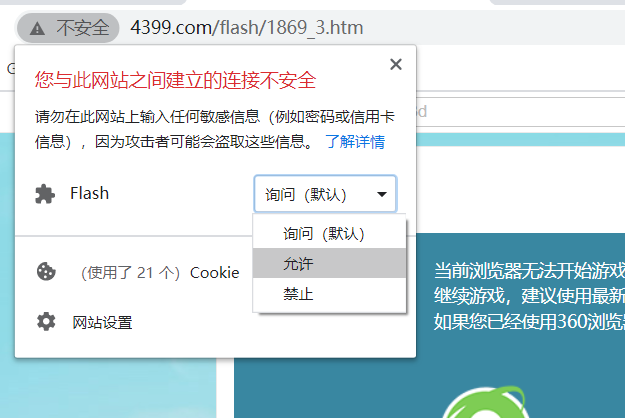 不安全 4399.com/flash/1869_3.htm
您与此网站之间建立的连接不安全
请勿在此网站上输入任何敏感信息（例如密码或信用卡
信息），因为攻击者可能会盗取这些信息。 了解详情
Flash 询问（默认）
询问（默认）
允许
禁止
（使用了 21 个）Cookie
网站设置
当前浏览器无法开始游戏
继续游戏，建议使用最新
如果您已经使用360浏览